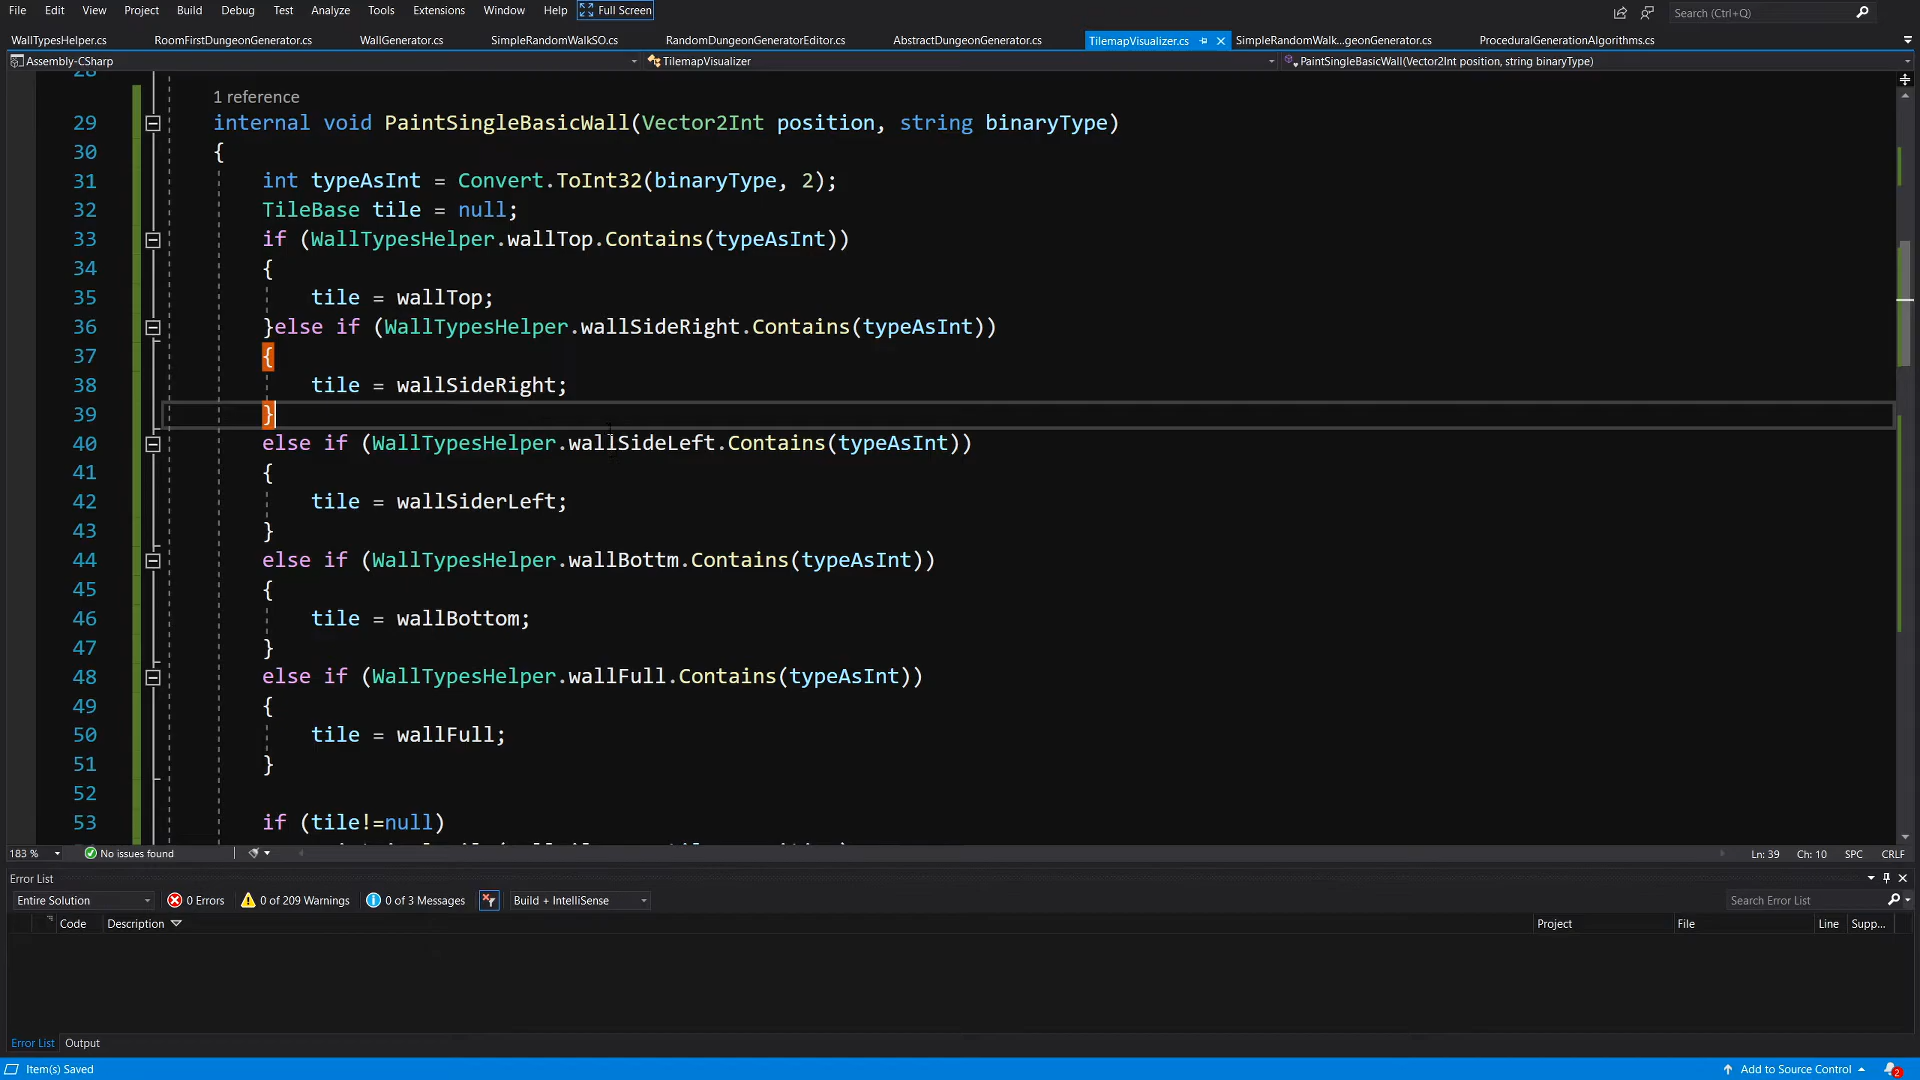 File Edit View Project Build Debug Test Analyze Tools Extensions Window Help Full Screen Search (Ctrl+Q)
WallTypesHelper.cs RoomFirstDungeonGenerator.cs WallGenerator.cs SimpleRandomWalkSO.cs RandomDungeonGeneratorEditor.cs AbstractDungeonGenerator.cs TilemapVisualizer.cs SimpleRandomWalk...geonGenerator.cs ProceduralGenerationAlgorithms.cs
Assembly-CSharp TilemapVisualizer PaintSingleBasicWall(Vector2Int position, string binaryType)
28
1 reference
29 internal void PaintSingleBasicWall(Vector2Int position, string binaryType)
30 {
31 int typeAsInt = Convert.ToInt32(binaryType, 2);
32 TileBase tile = null;
33 if (WallTypesHelper.wallTop.Contains(typeAsInt))
34 {
35 tile = wallTop;
36 }else if (WallTypesHelper.wallSideRight.Contains(typeAsInt))
37 {
38 tile = wallSideRight;
39 }
40 else if (WallTypesHelper.wallSideLeft.Contains(typeAsInt))
41 {
42 tile = wallSiderLeft;
43 }
44 else if (WallTypesHelper.wallBottm.Contains(typeAsInt))
45 {
46 tile = wallBottom;
47 }
48 else if (WallTypesHelper.wallFull.Contains(typeAsInt))
49 {
50 tile = wallFull;
51 }
52
53 if (tile!=null)
183 % No issues found Ln: 39 Ch: 10 SPC CRLF
Error List
Entire Solution 0 Errors 0 of 209 Warnings 0 of 3 Messages Build + IntelliSense Search Error List
Code Description Project File Line Supp...
Error List Output
Item(s) Saved Add to Source Control 2